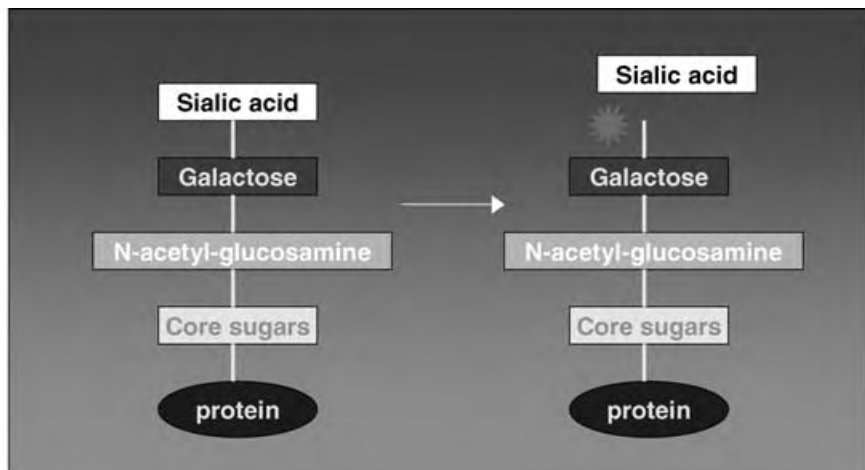 Sialic acid
Galactose
N-acetyl-glucosamine
Core sugars
protein
Sialic acid
Galactose
N-acetyl-glucosamine
Core sugars
protein